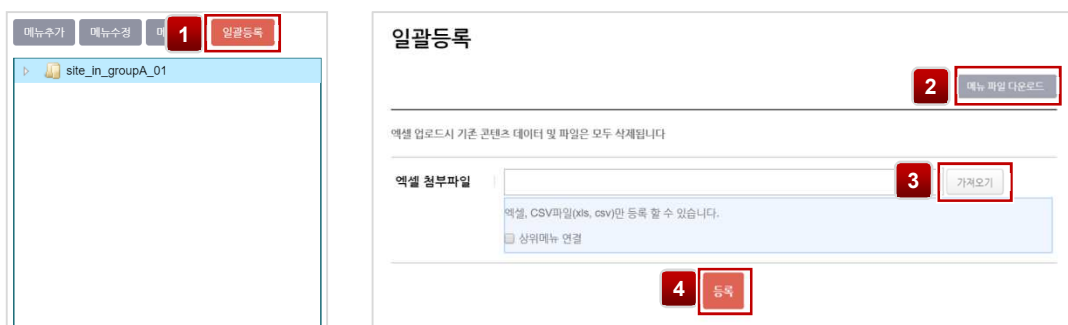 메뉴추가 메뉴수정 메 1 일괄등록
site_in_groupA_01
일괄등록
2 메뉴 파일 다운로드
엑셀 업로드시 기존 콘텐츠 데이터 및 파일은 모두 삭제됩니다
엑셀 첨부파일 3 가져오기
엑셀, CSV파일(xls, csv)만 등록 할 수 있습니다.
상위메뉴 연결
4 등록